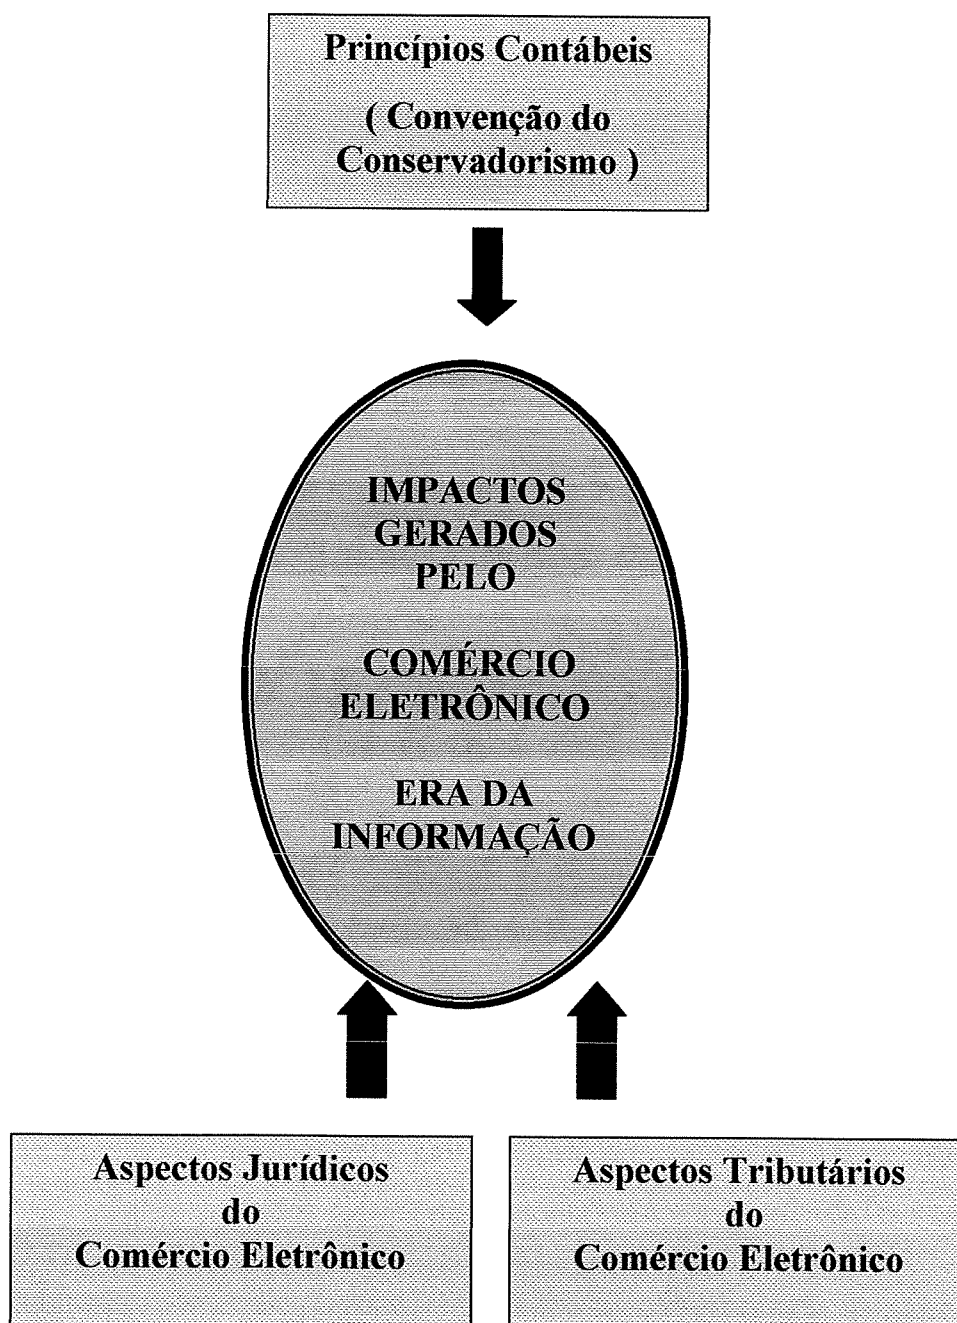 Princípios Contábeis
( Convenção do
Conservadorismo )
IMPACTOS
GERADOS
PELO
COMÉRCIO
ELETRÔNICO
ERA DA
INFORMAÇÃO
Aspectos Jurídicos
do
Comércio Eletrônico
Aspectos Tributários
do
Comércio Eletrônico